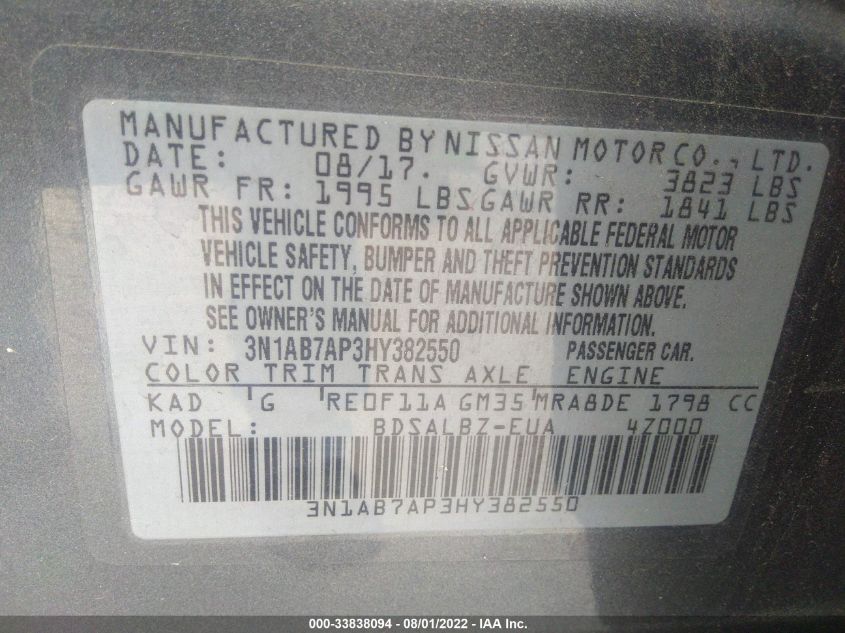 MANUFACTURED BY NISSAN MOTOR CO., LTD.
DATE: 08/17. GVWR: 3823 LBS
GAWR FR: 1995 LBS GAWR RR: 1841 LBS
THIS VEHICLE CONFORMS TO ALL APPLICABLE FEDERAL MOTOR
VEHICLE SAFETY, BUMPER AND THEFT PREVENTION STANDARDS
IN EFFECT ON THE DATE OF MANUFACTURE SHOWN ABOVE.
SEE OWNER'S MANUAL FOR ADDITIONAL INFORMATION.
VIN: 3N1AB7AP3HY382550 PASSENGER CAR.
COLOR TRIM TRANS AXLE ENGINE
KAD 'G 'RE0F11A GM35'MRA8DE 1798 CC
MODEL: BDSALBZ-EUA 4Z000
3N1AB7AP3HY382550
000-33838094 - 08/01/2022 - IAA Inc.